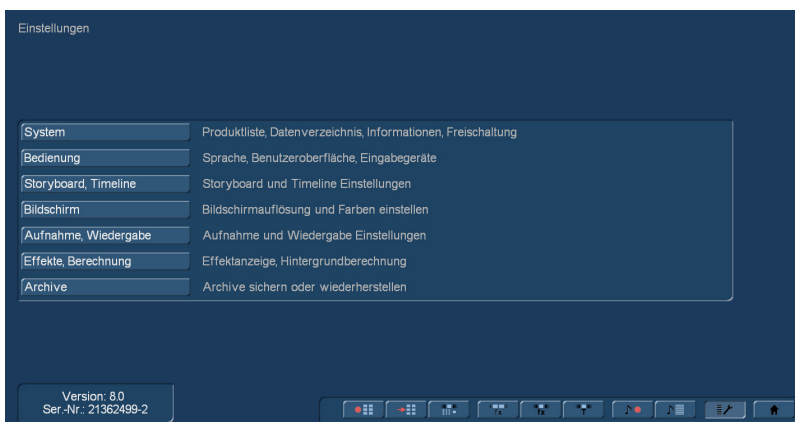 Einstellungen
System Produktliste, Datenverzeichnis, Informationen, Freischaltung
Bedienung Sprache, Benutzeroberfläche, Eingabegeräte
Storyboard, Timeline Storyboard und Timeline Einstellungen
Bildschirm Bildschirmauflösung und Farben einstellen
Aufnahme, Wiedergabe Aufnahme und Wiedergabe Einstellungen
Effekte, Berechnung Effektanzeige, Hintergrundberechnung
Archive Archive sichern oder wiederherstellen
Version: 8.0
Ser.-Nr.: 21362499-2
fx fx T